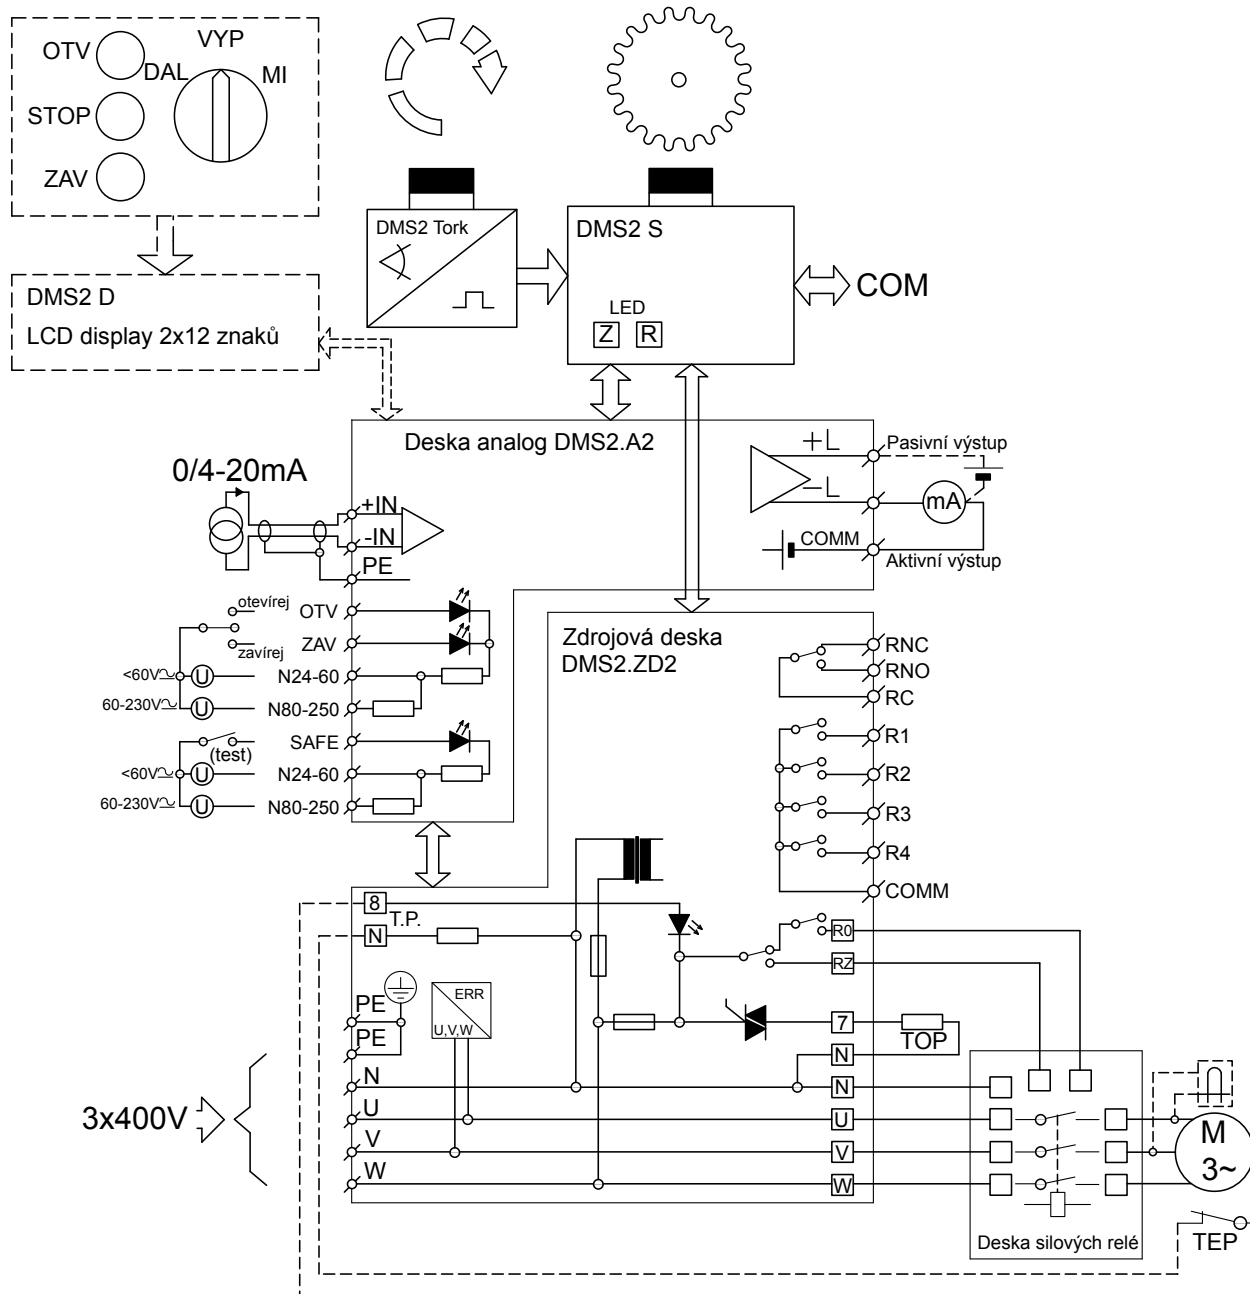 OTV
VYP
DAL
MI
STOP
ZAV
DMS2 D
LCD display 2x12 znaků
DMS2 Tork
DMS2 S
LED
Z R
COM
Deska analog DMS2.A2
0/4-20mA
+IN
-IN
PE
+L
-L
COMM
Pasivní výstup
mA
Aktivní výstup
otevírej
OTV
zavírej
ZAV
<60V
U
N24-60
60-230V
U
N80-250
SAFE
(test)
<60V
U
N24-60
60-230V
U
N80-250
Zdrojová deska
DMS2.ZD2
RNC
RNO
RC
R1
R2
R3
R4
COMM
8
T.P.
N
R0
RZ
PE
PE
ERR
U,V,W
7
TOP
N
N
N
3x400V
U
U
V
V
W
W
M
3~
Deska silových relé
TEP